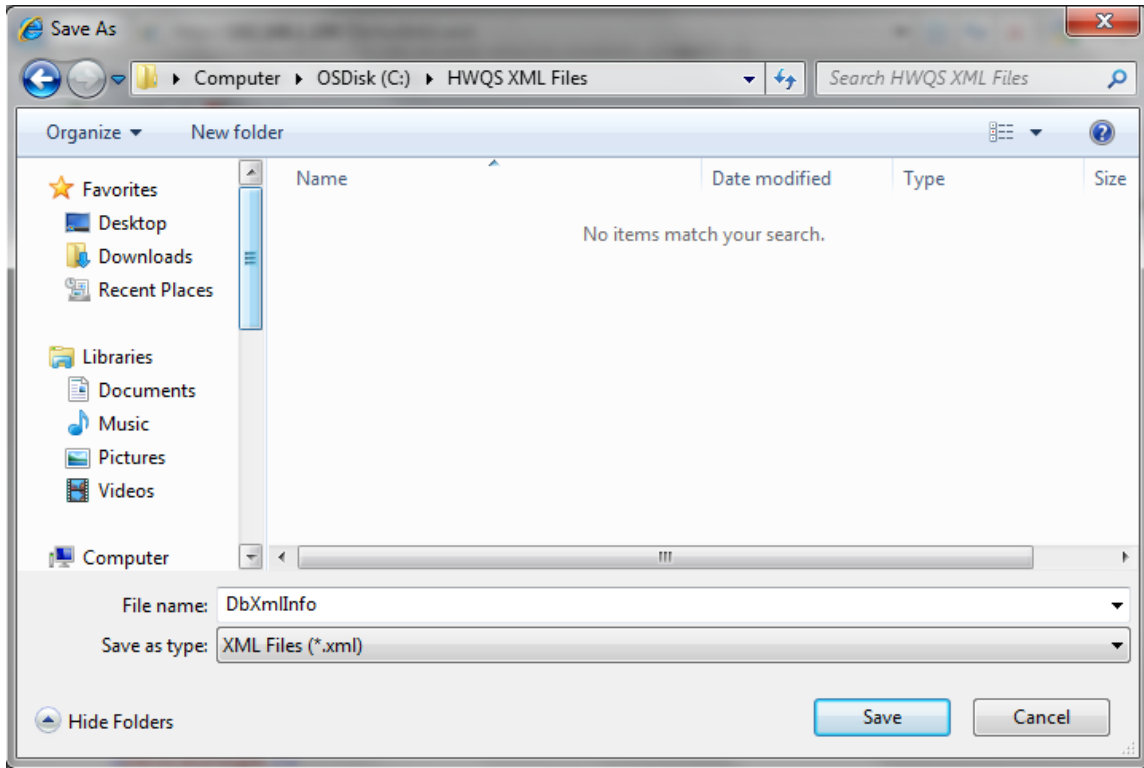 Save As
Computer OSDisk (C:) HWQS XML Files Search HWQS XML Files
Organize New folder
Name Date modified Type Size
No items match your search.
Favorites
Desktop
Downloads
Recent Places
Libraries
Documents
Music
Pictures
Videos
Computer
File name: DbXmlInfo
Save as type: XML Files (*.xml)
Hide Folders Save Cancel